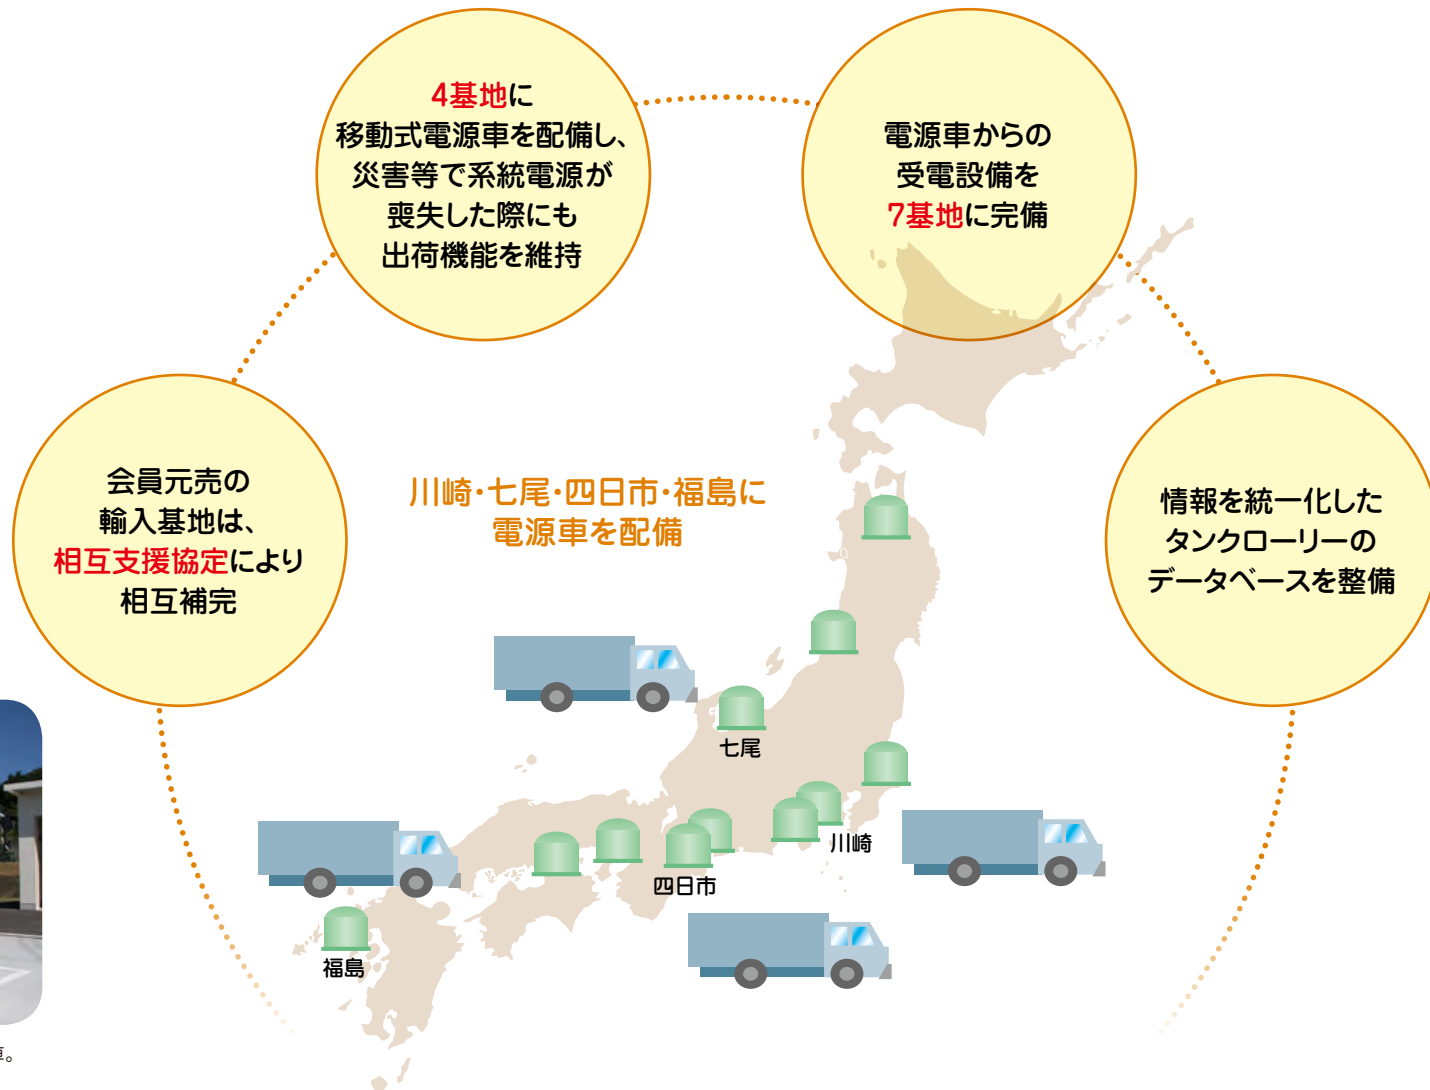 4基地に
移動式電源車を配備し、
災害等で系統電源が
喪失した際にも
出荷機能を維持
電源車からの
受電設備を
7基地に完備
会員元売の
輸入基地は、
相互支援協定により
相互補完
川崎・七尾・四日市・福島に
電源車を配備
情報を統一化した
タンクローリーの
データベースを整備
七尾
川崎
四日市
福島
。